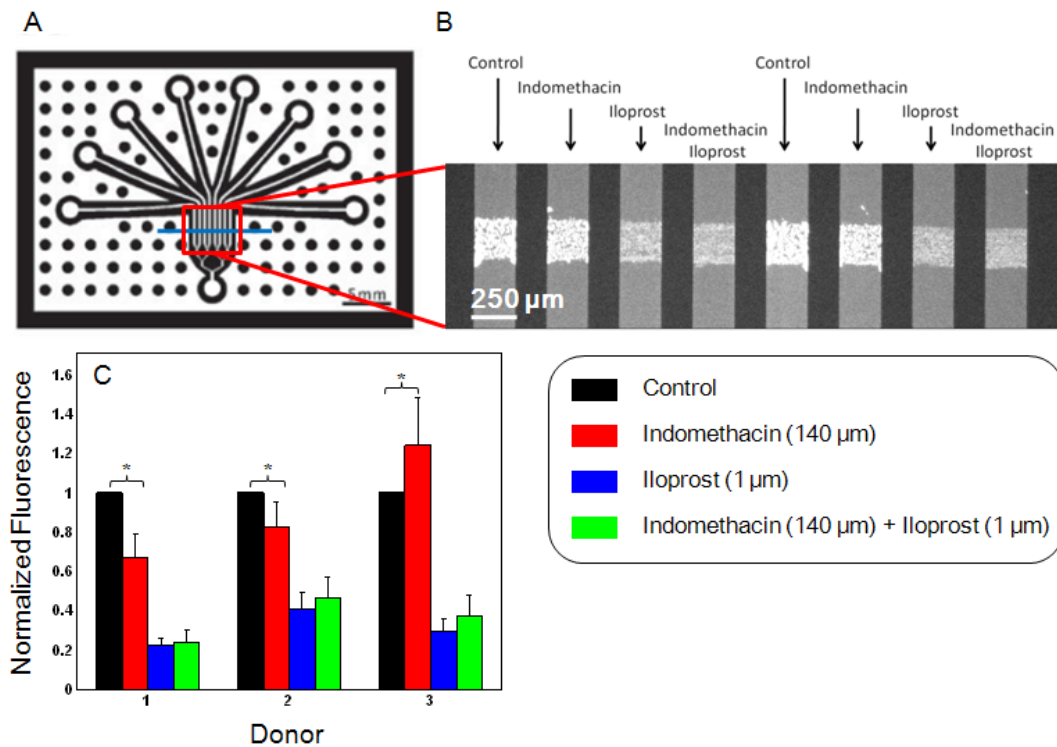 A
B
Control
Control
Indomethacin
Indomethacin
Iloprost
Iloprost
Indomethacin
Iloprost
Indomethacin
Iloprost
5mm
250 µm
C
Normalized Fluorescence
1.6
1.4
1.2
1
0.8
0.6
0.4
0.2
0
*
*
*
1
2
3
Donor
Control
Indomethacin (140 µm)
Iloprost (1 µm)
Indomethacin (140 µm) + Iloprost (1 µm)